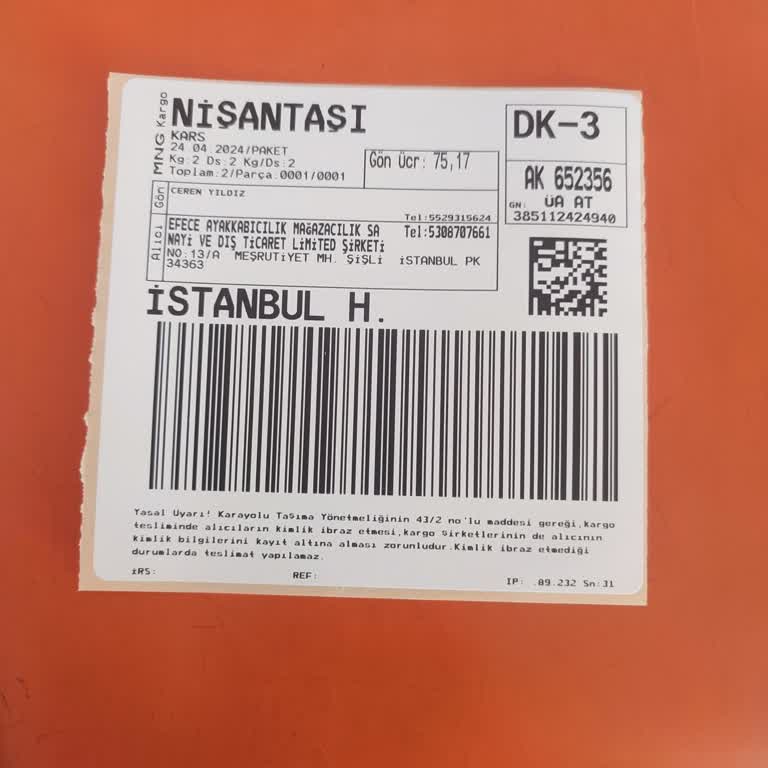 MNG Kargo
NİŞANTAŞI
KARS
24 04.2024/PAKET
Kg:2 Ds:2 Kg/Ds:2
Toplam:2/Parça:0001/0001
Gön Ücr: 75,17
DK-3
AK 652356
GN: ÜA AT
385112424940
Gön
CEREN YILDIZ
Tel:5529315624
Alıcı
EFECE AYAKKABICILIK MAĞAZACILIK SA Tel:5308707661
NAYİ VE DIŞ TİCARET LİMİTED ŞİRKETİ
NO:13/A MEŞRUTİYET MH. ŞİŞLİ İSTANBUL PK
34363
İSTANBUL H.
Yasal Uyarı! Karayolu Taşıma Yönetmeliğinin 43/2 no'lu maddesi gereği,kargo
tesliminde alıcıların kimlik ibraz etmesi,kargo şirketlerinin de alıcının
kimlik bilgilerini kayıt altına alması zorunludur.Kimlik ibraz etmediği
durumlarda teslimat yapılamaz.
İRS: REF: IP: .89.232 Sn:31